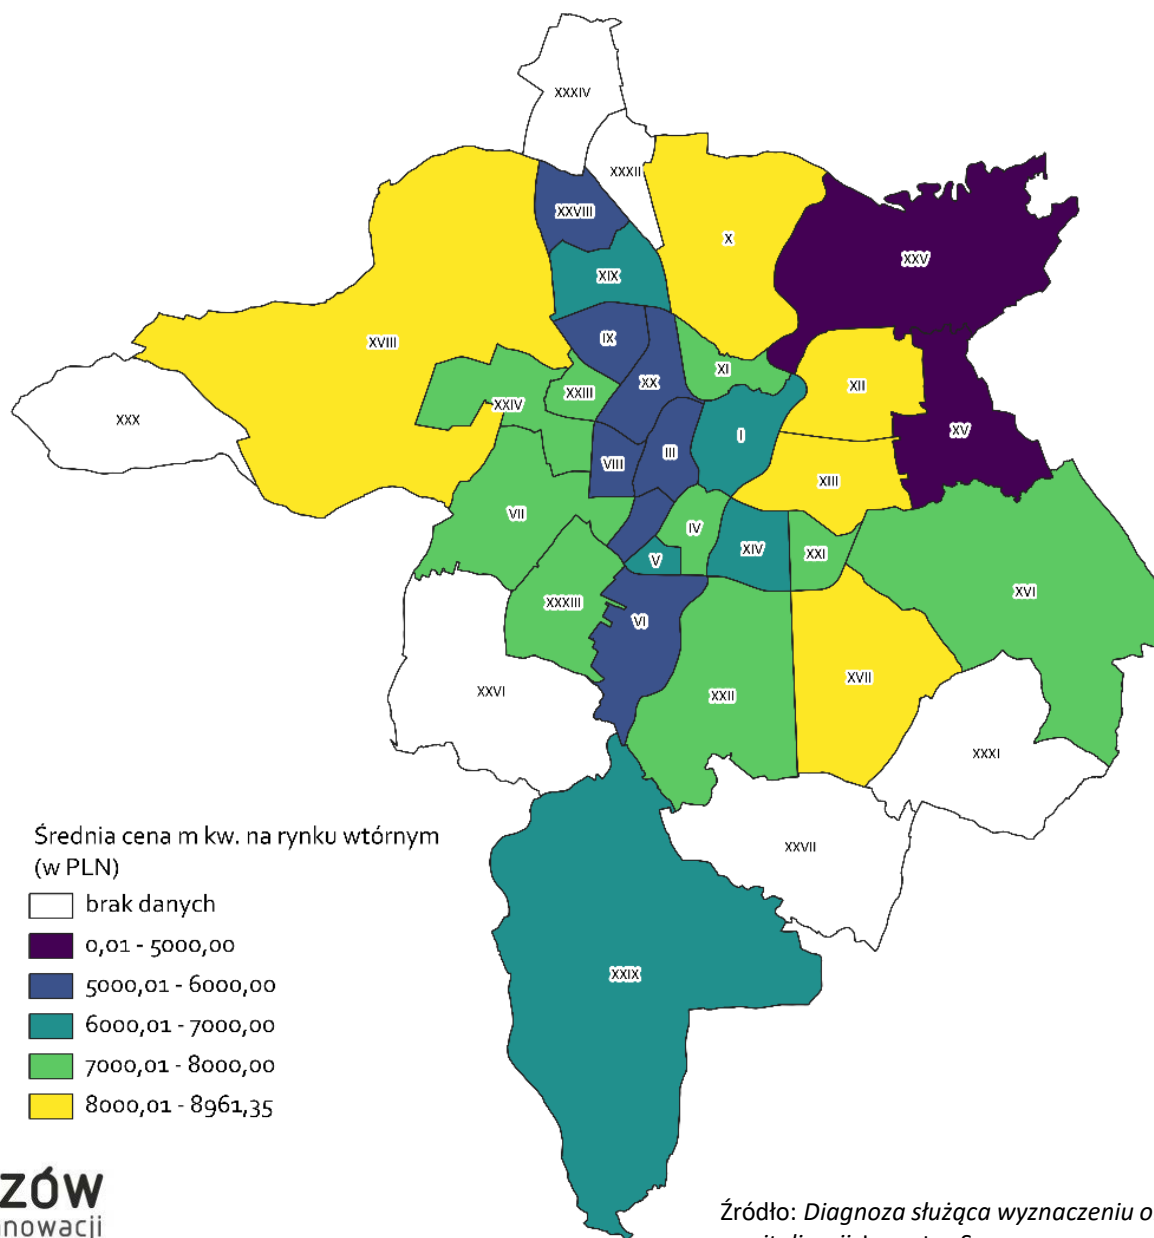 XXXIV
XXXII
XXVIII
X
XXV
XIX
IX
XVIII
XI
XX
XII
XXIII
XXIV
XXX
XV
I
III
VIII
XIII
VII
IV
XIV
XXI
V
XVI
XXXIII
VI
XVII
XXVI
XXII
XXXI
XXVII
XXIX
Średnia cena m kw. na rynku wtórnym
(w PLN)
brak danych
0,01 - 5000,00
5000,01 - 6000,00
6000,01 - 7000,00
7000,01 - 8000,00
8000,01 - 8961,35
ZÓW
nowacji
Źródło: Diagnoza służąca wyznaczeniu o